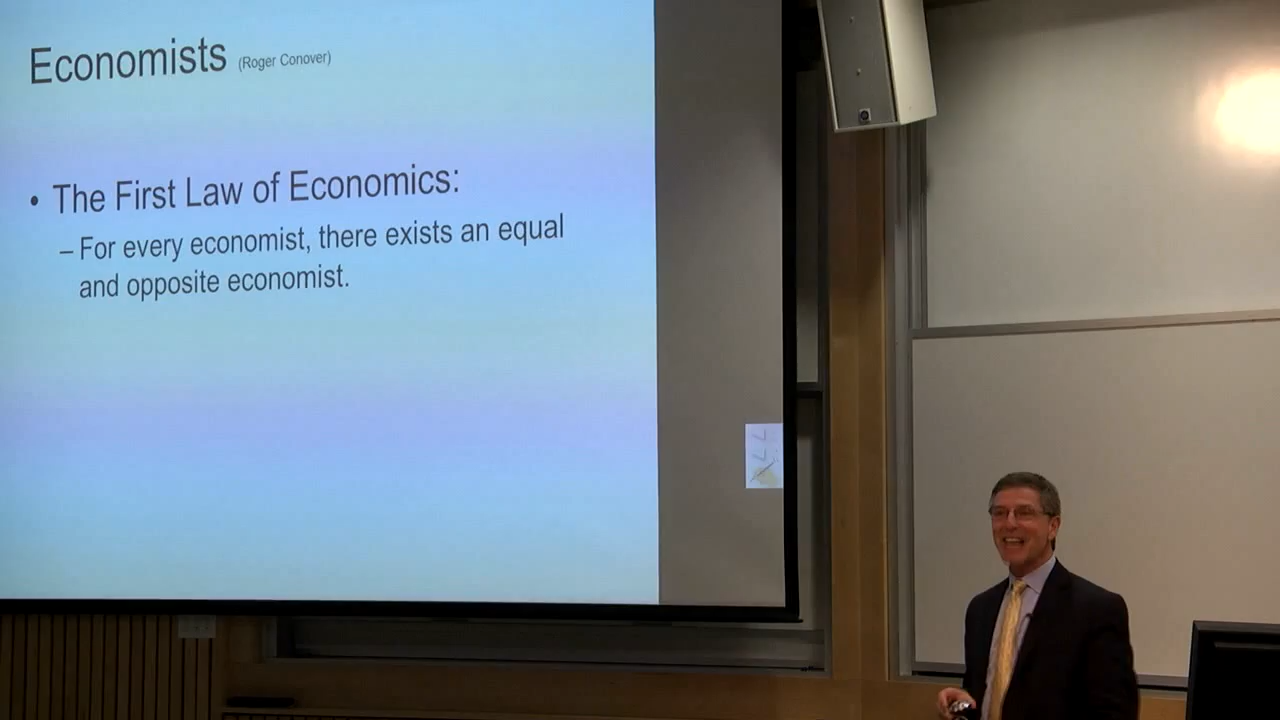 Economists (Roger Conover)
• The First Law of Economics:
– For every economist, there exists an equal
and opposite economist.